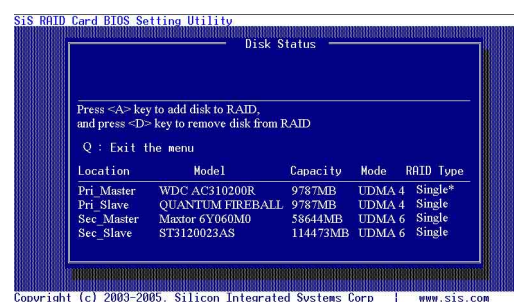 SiS RAID Card BIOS Setting Utility
Disk Status
Press <A> key to add disk to RAID,
and press <D> key to remove disk from RAID
Q : Exit the menu
Location Model Capacity Mode RAID Type
Pri_Master WDC AC310200R 9787MB UDMA 4 Single*
Pri_Slave QUANTUM FIREBALL 9787MB UDMA 4 Single
Sec_Master Maxtor 6Y060M0 58644MB UDMA 6 Single
Sec_Slave ST3120023AS 114473MB UDMA 6 Single
Copyright (c) 2003-2005. Silicon Integrated Systems Corp | www.sis.com